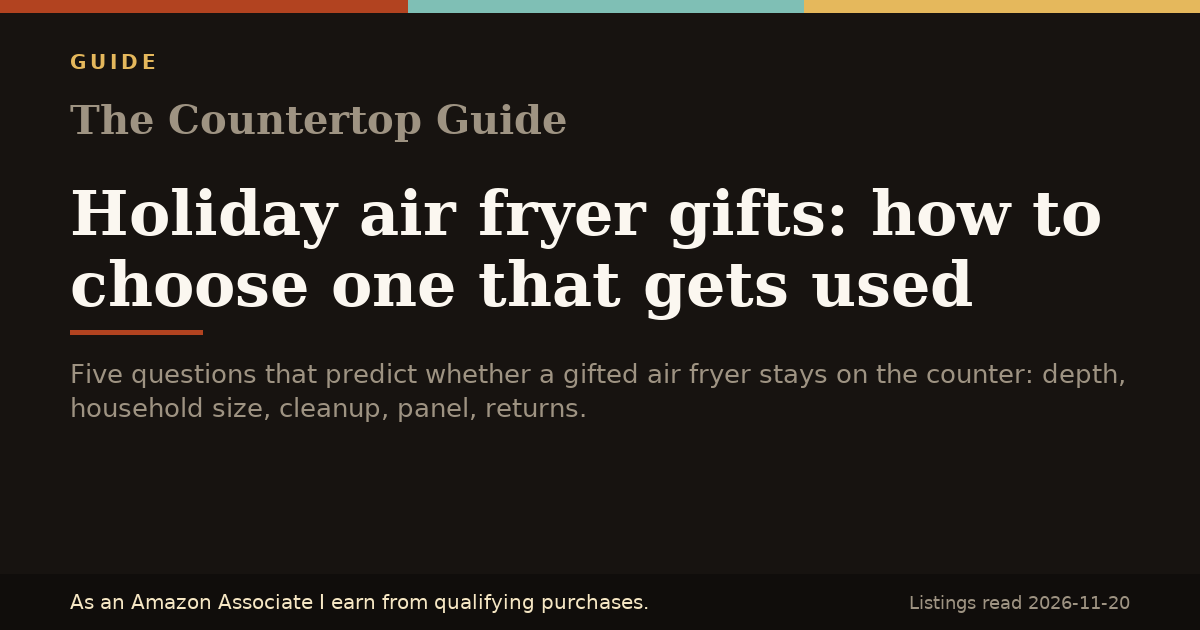 GUIDE
The Countertop Guide
Holiday air fryer gifts: how to
choose one that gets used
Five questions that predict whether a gifted air fryer stays on the counter: depth,
household size, cleanup, panel, returns.
As an Amazon Associate I earn from qualifying purchases.
Listings read 2026-11-20